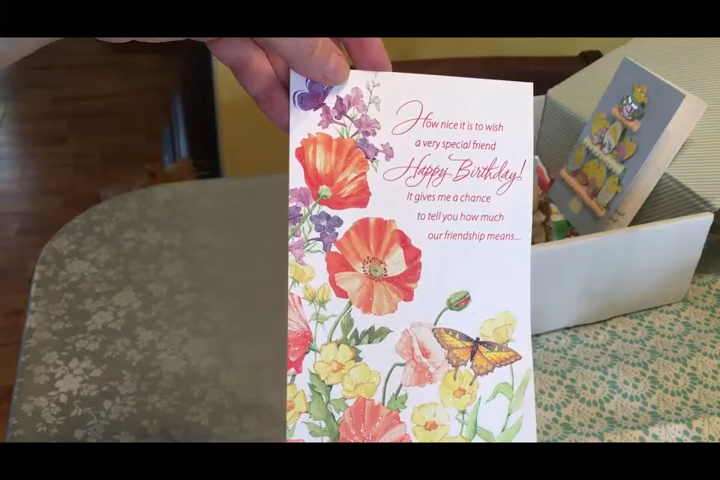 How nice it is to wish
a very special friend
Happy Birthday!
It gives me a chance
to tell you how much
our friendship means...